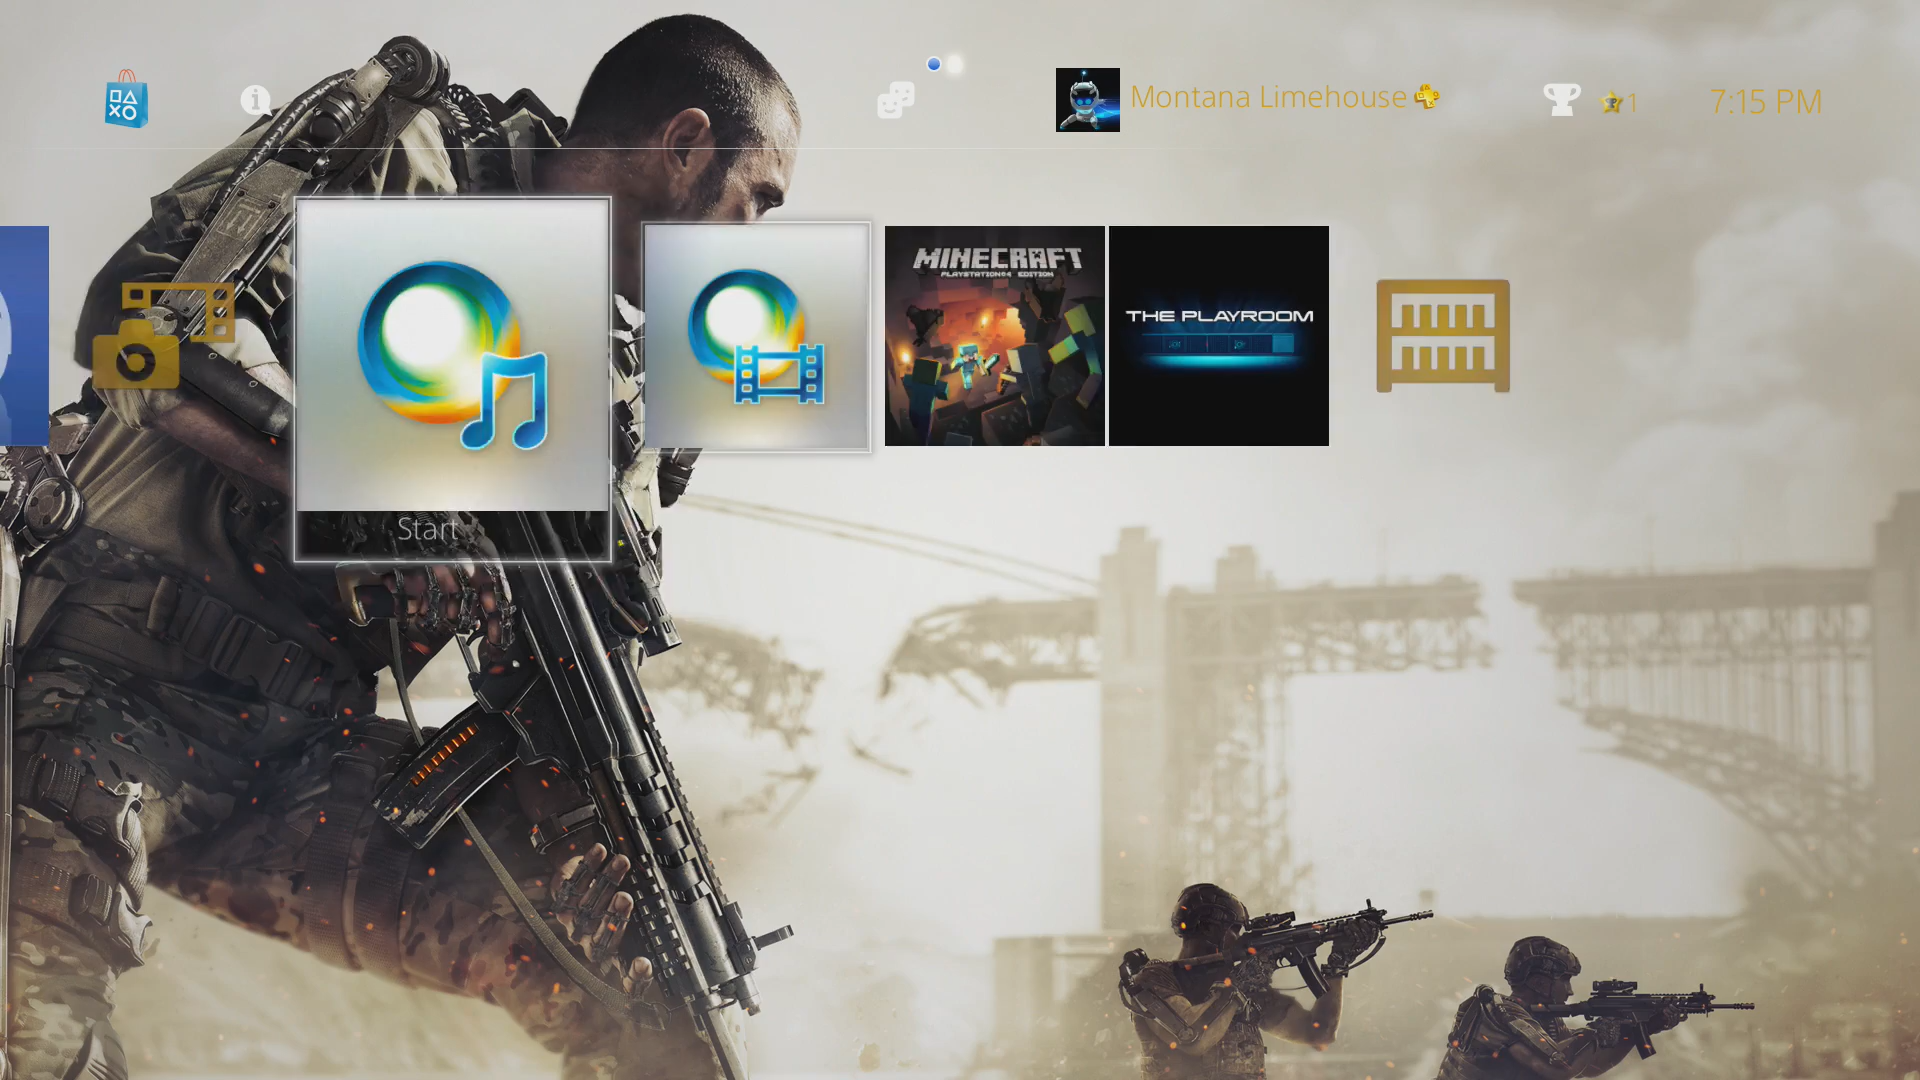 Montana Limehouse
1
7:15 PM
MINECRAFT
PLAYSTATION®4 EDITION
THE PLAYROOM
Start